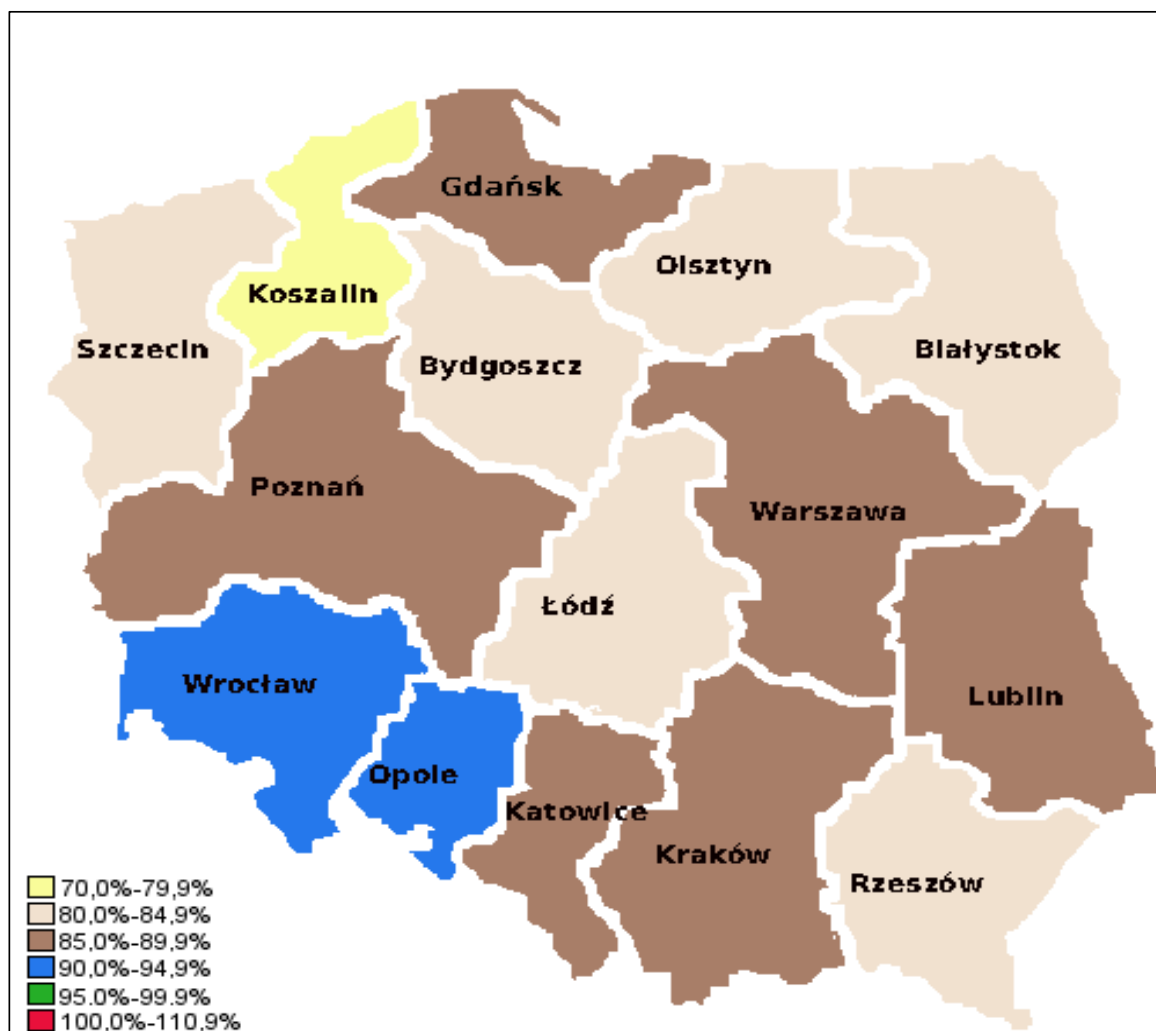 Gdańsk
Olsztyn
Koszalin
Szczecin
Białystok
Bydgoszcz
Poznań
Warszawa
Łódź
Wrocław
Lublin
Opole
Katowice
Kraków
Rzeszów
70,0%-79,9%
80,0%-84,9%
85,0%-89,9%
90,0%-94,9%
95.0%-99.9%
100,0%-110,9%